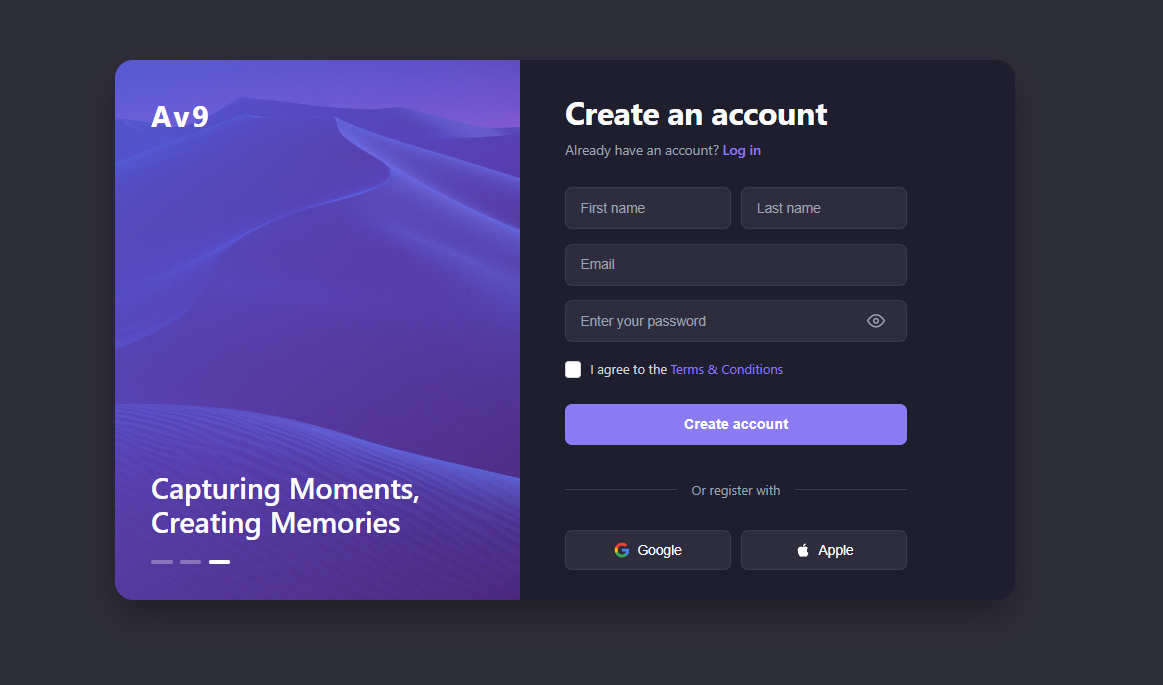 Av9
Capturing Moments,
Creating Memories
Create an account
Already have an account? Log in
First name
Last name
Email
Enter your password
I agree to the Terms & Conditions
Create account
Or register with
Google
Apple